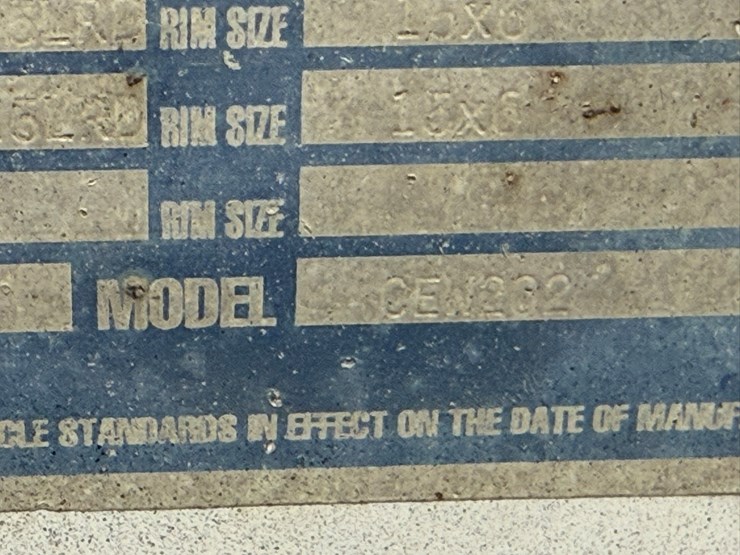 RIM SIZE 15X6
RIM SIZE 15X6
RIM SIZE
MODEL
CLE STANDARDS IN EFFECT ON THE DATE OF MANUF